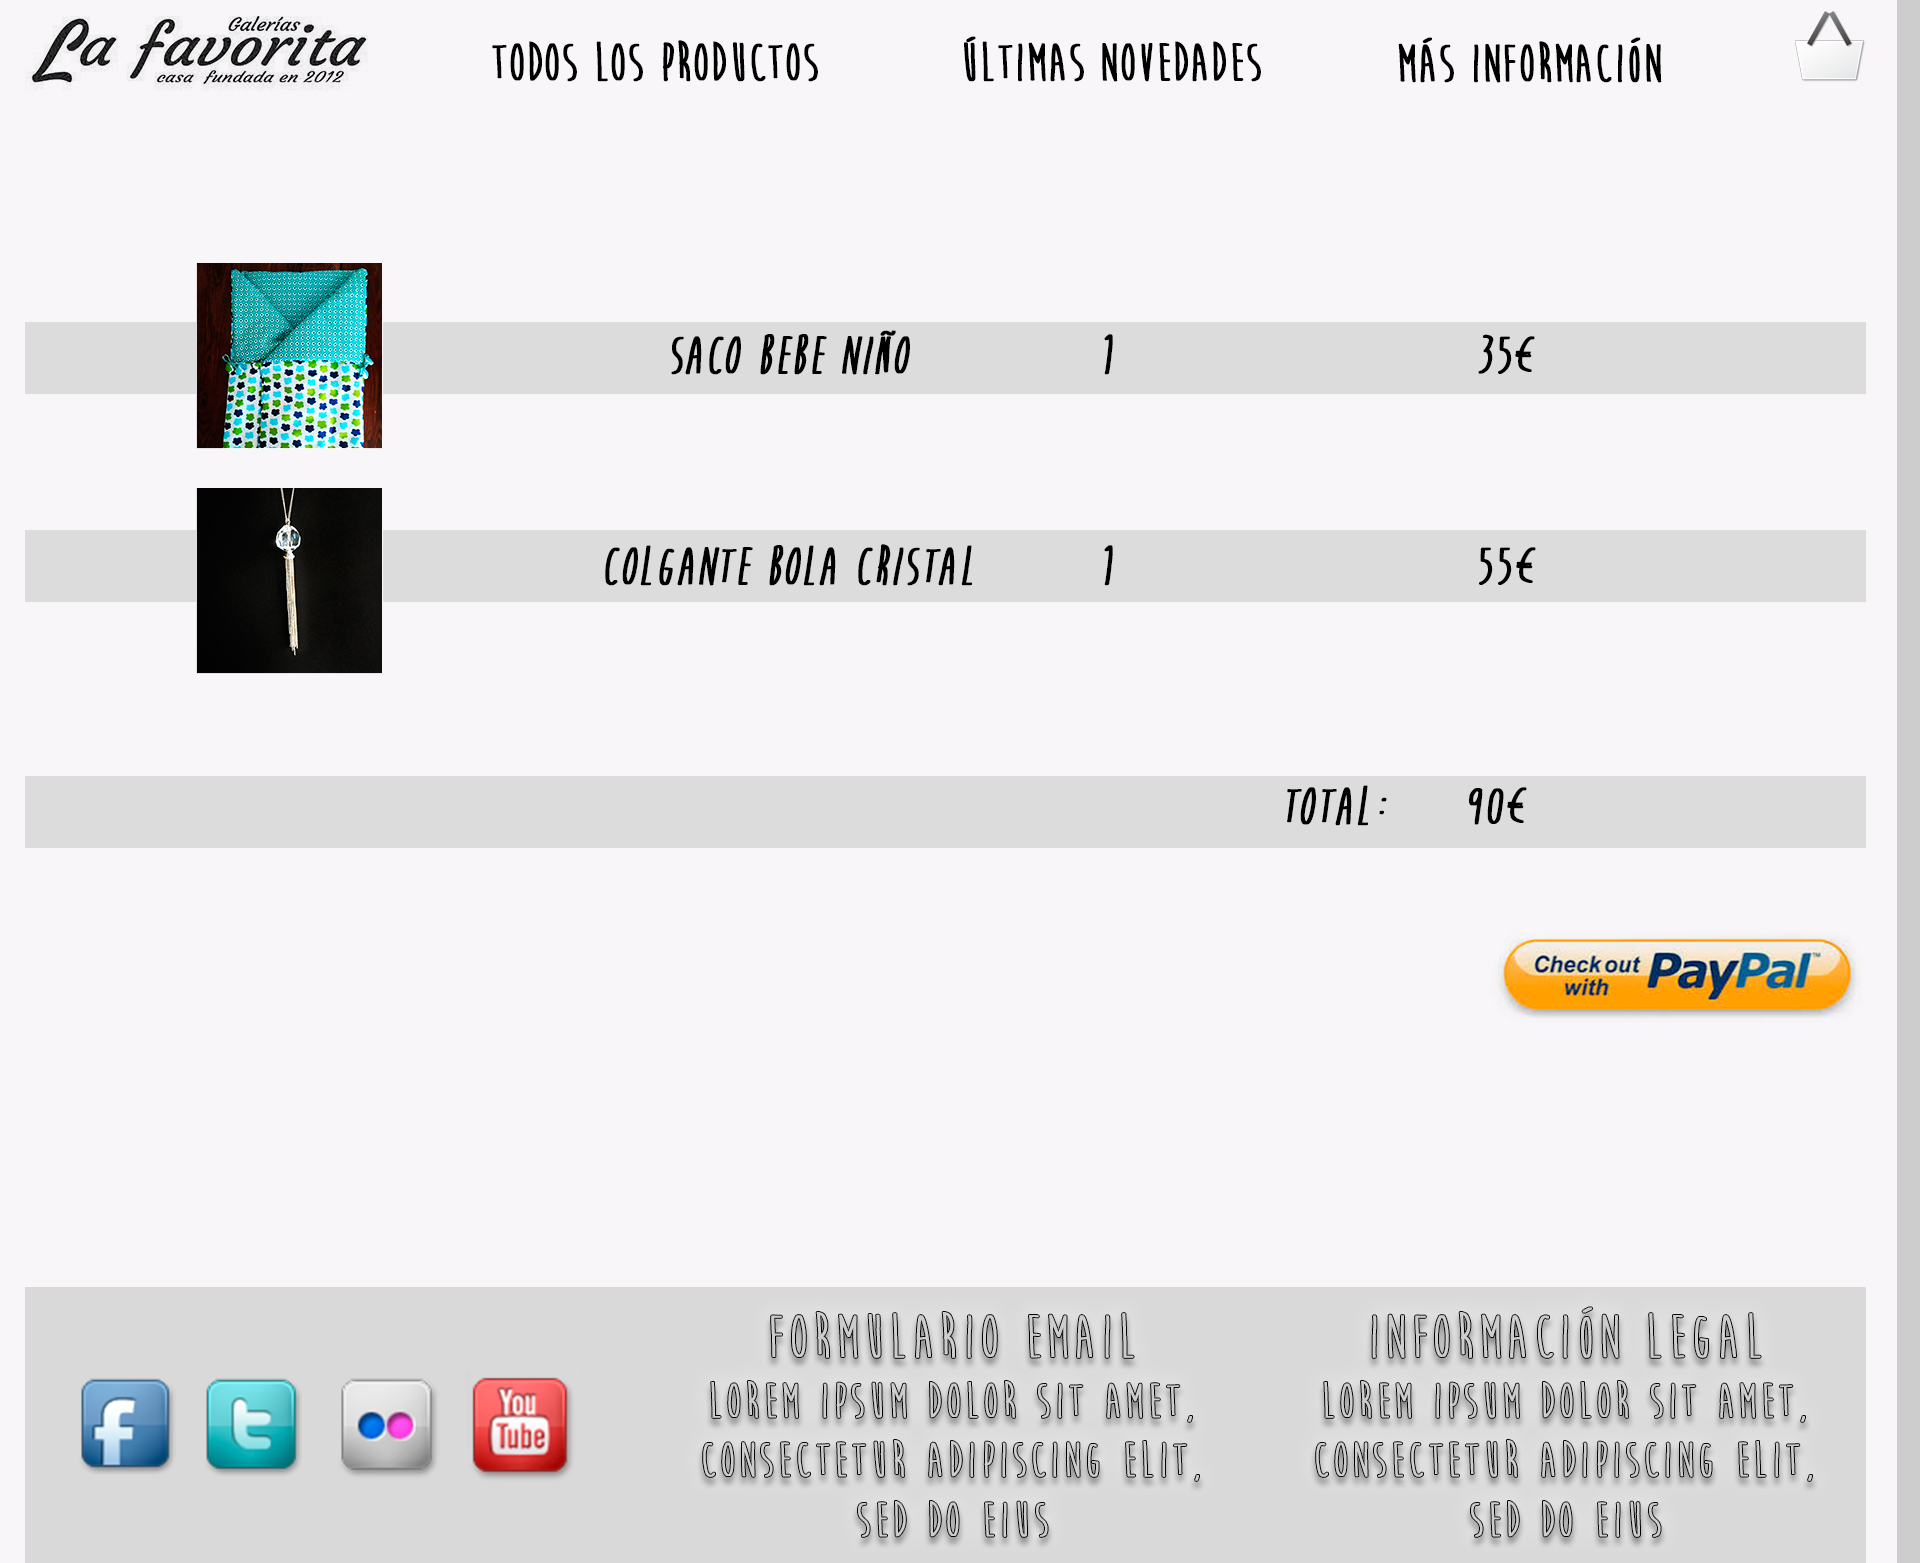 Galerías
La favorita
casa fundada en 2012
TODOS LOS PRODUCTOS
ÚLTIMAS NOVEDADES
MÁS INFORMACIÓN
SACO BEBE NIÑO 1 35€
COLGANTE BOLA CRISTAL 1 55€
TOTAL: 90€
Check out with PayPal™
f
t
You Tube
FORMULARIO EMAIL
LOREM IPSUM DOLOR SIT AMET,
CONSECTETUR ADIPISCING ELIT,
SED DO EIUS
INFORMACIÓN LEGAL
LOREM IPSUM DOLOR SIT AMET,
CONSECTETUR ADIPISCING ELIT,
SED DO EIUS